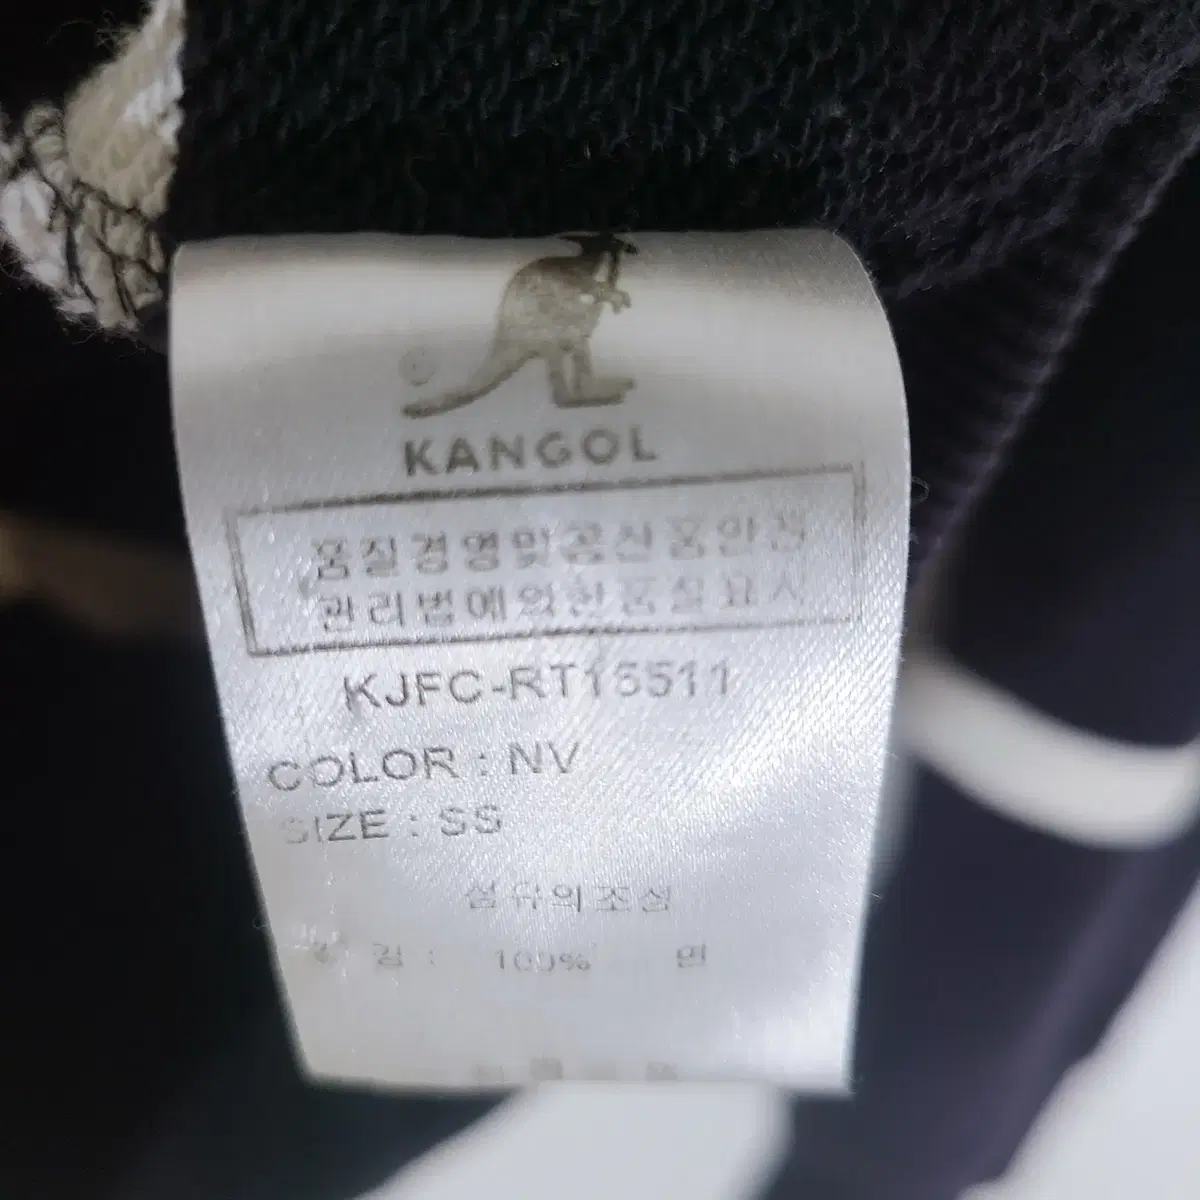 KANGOL
품질경영및공산품안전
관리법에의한품질표시
KJFC-RT15511
COLOR : NV
SIZE : SS
섬유의조성
겉 감 : 100% 면